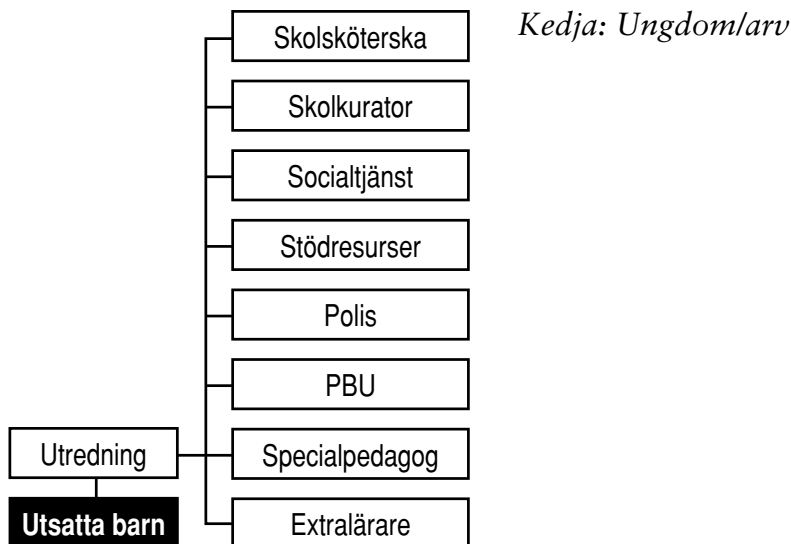 Kedja: Ungdom/arv
Skolsköterska
Skolkurator
Socialtjänst
Stödresurser
Polis
PBU
Utredning
Specialpedagog
Utsatta barn
Extralärare